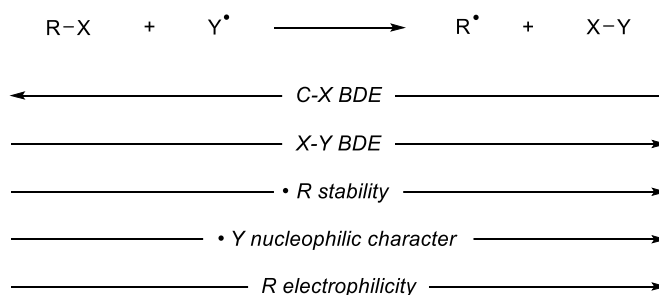 R–X + Y• R• + X–Y
C-X BDE
X-Y BDE
• R stability
• Y nucleophilic character
R electrophilicity